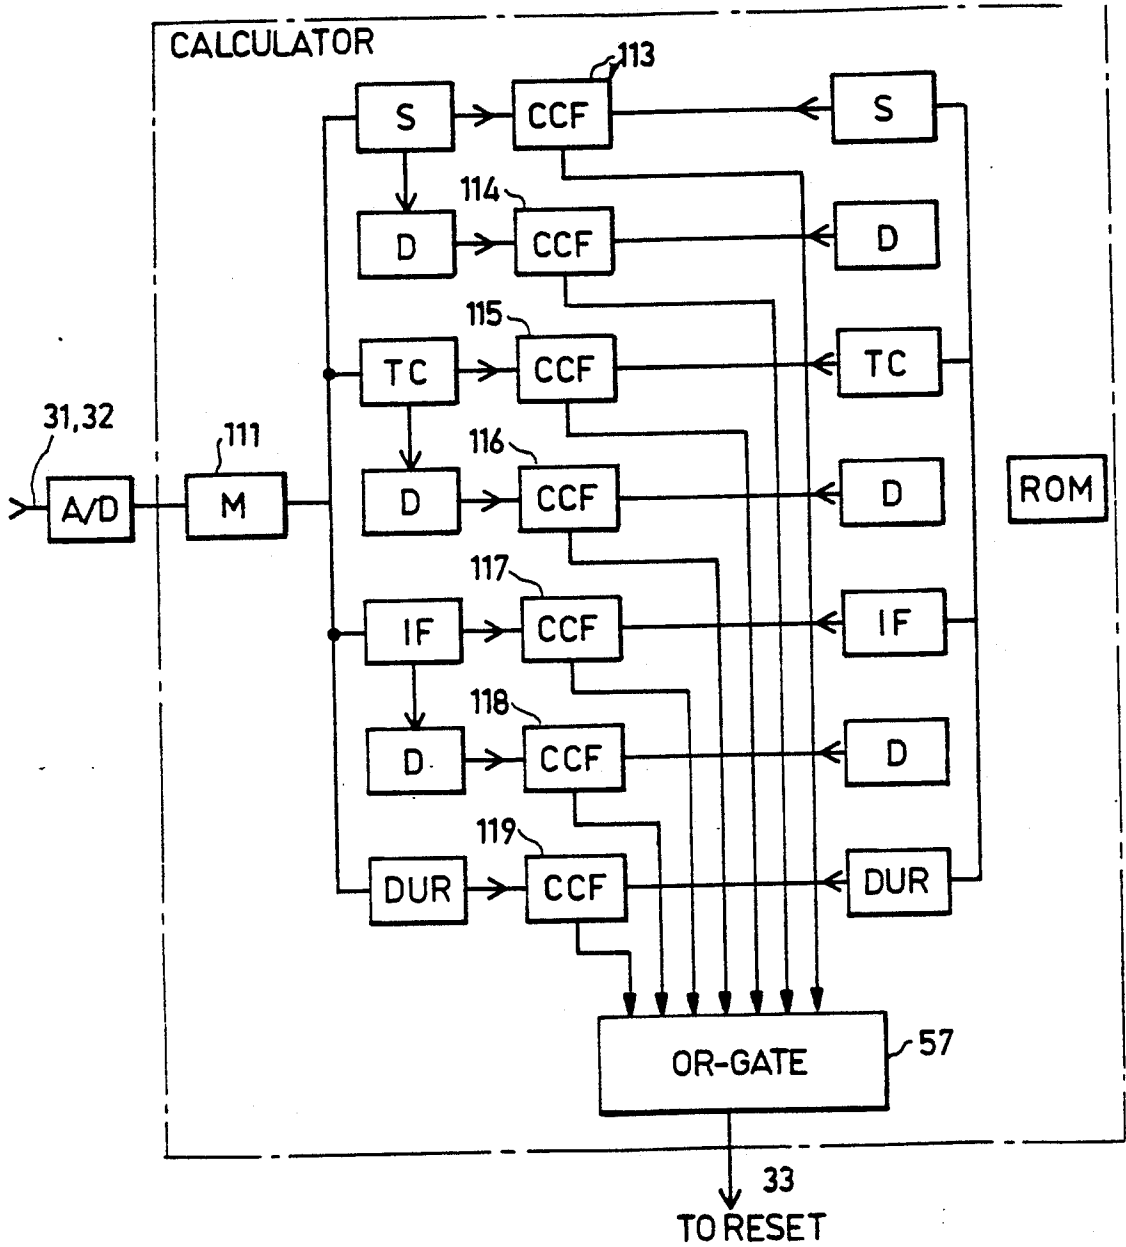 CALCULATOR
113
S
CCF
S
114
D
CCF
D
115
TC
CCF
TC
31,32
111
116
A/D
M
D
CCF
D
ROM
117
IF
CCF
IF
118
D
CCF
D
119
DUR
CCF
DUR
OR-GATE
57
33
TO RESET